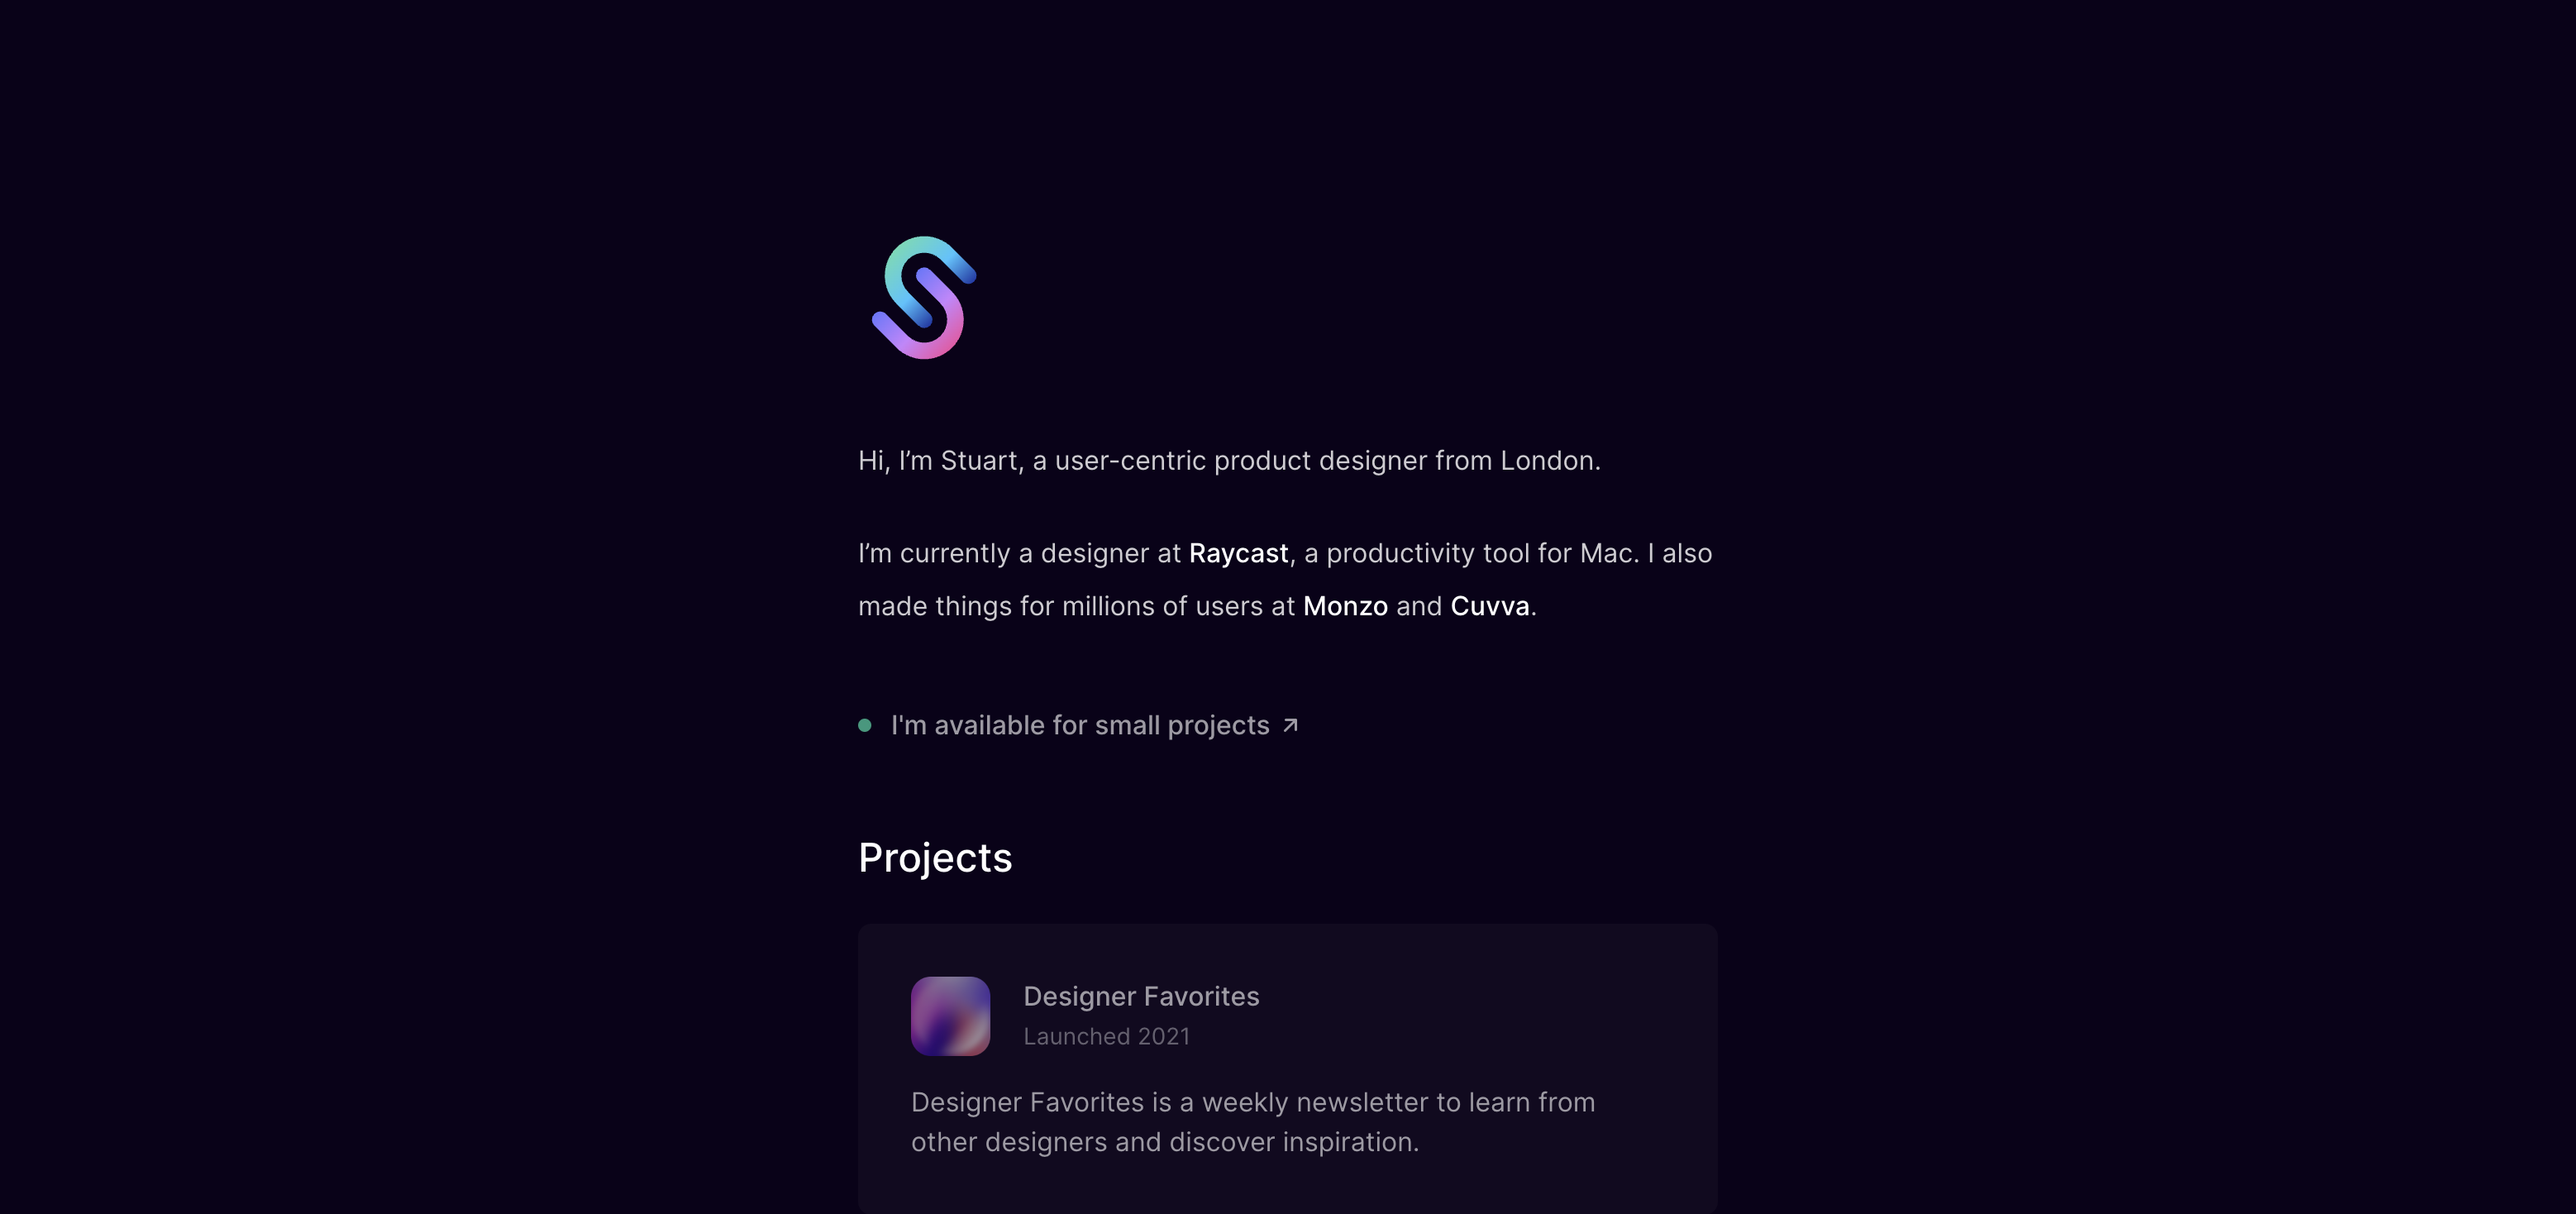 Hi, I’m Stuart, a user-centric product designer from London.
I’m currently a designer at Raycast, a productivity tool for Mac. I also
made things for millions of users at Monzo and Cuvva.
I'm available for small projects ↗
Projects
Designer Favorites
Launched 2021
Designer Favorites is a weekly newsletter to learn from
other designers and discover inspiration.